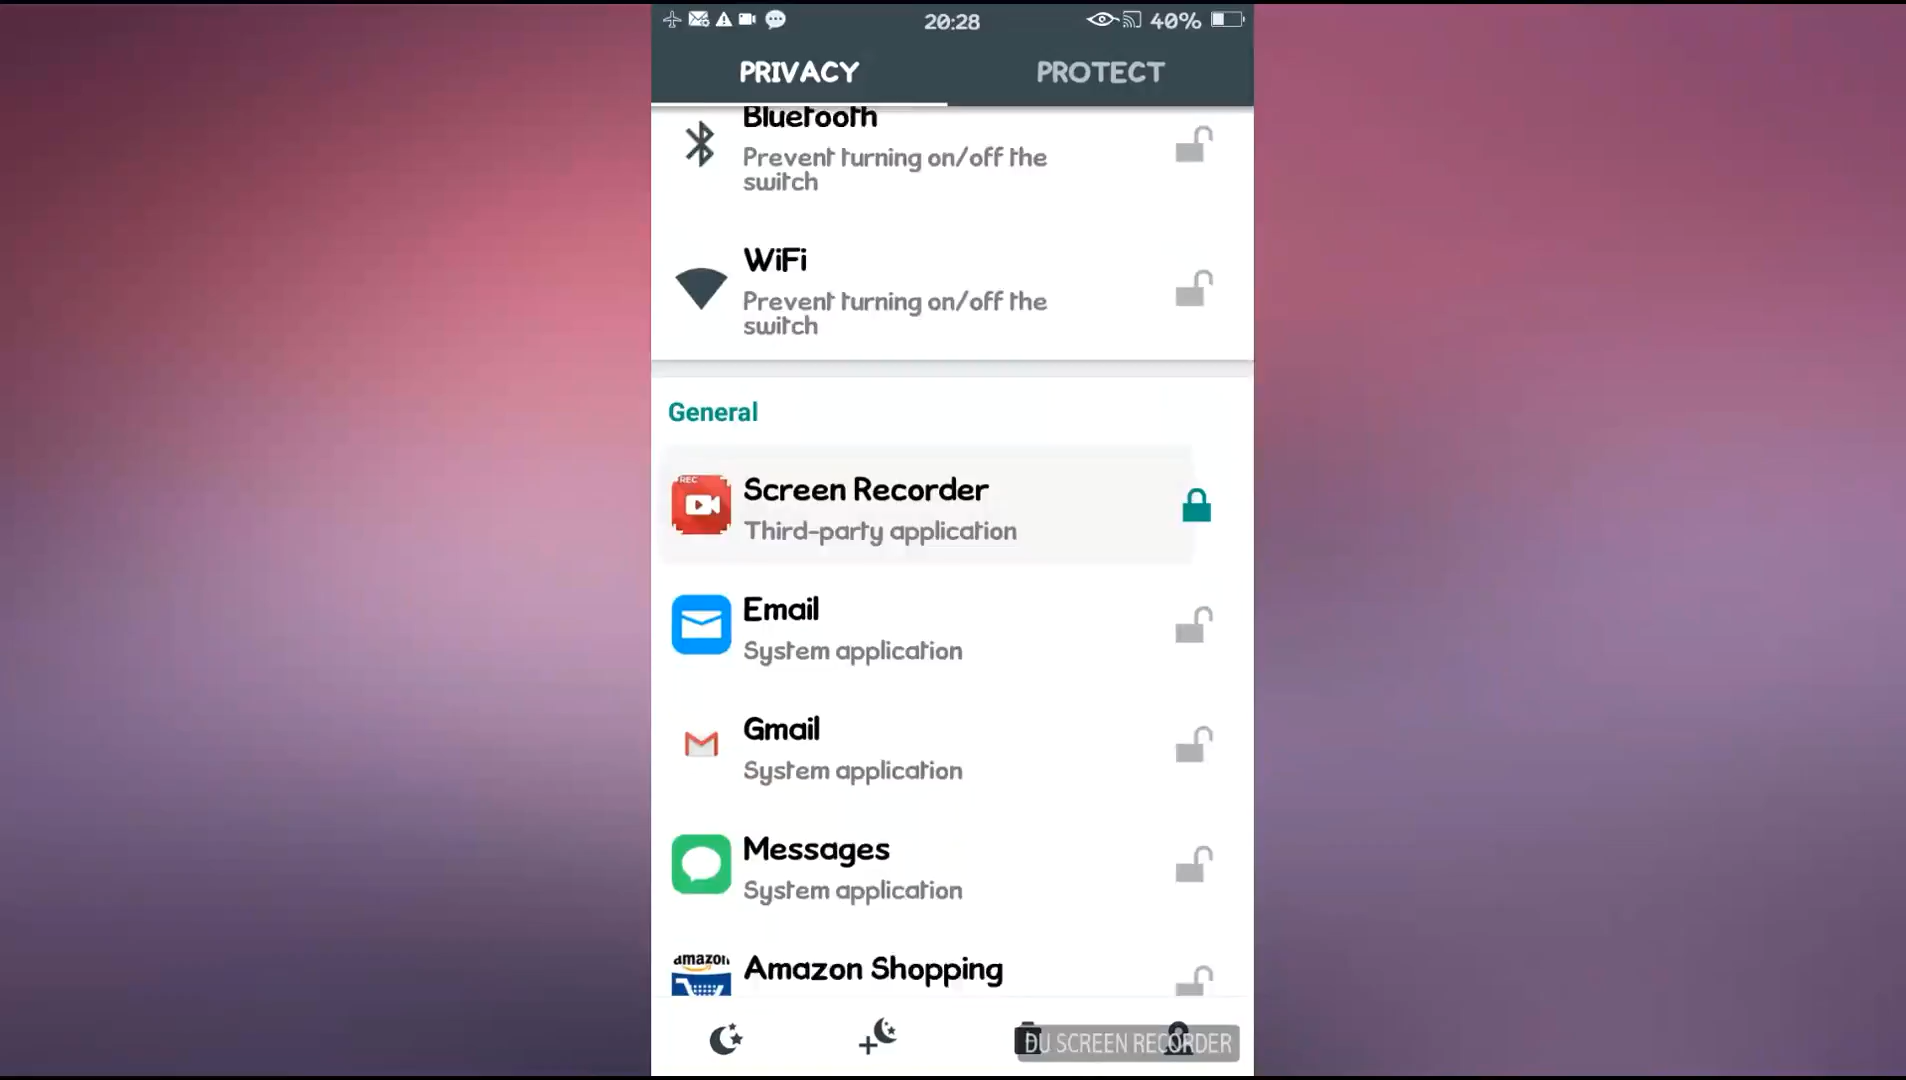 20:28
40%
PRIVACY
PROTECT
Bluetooth
Prevent turning on/off the
switch
WiFi
Prevent turning on/off the
switch
General
REC
Screen Recorder
Third-party application
Email
System application
Gmail
System application
Messages
System application
amazon
Amazon Shopping
DU SCREEN RECORDER